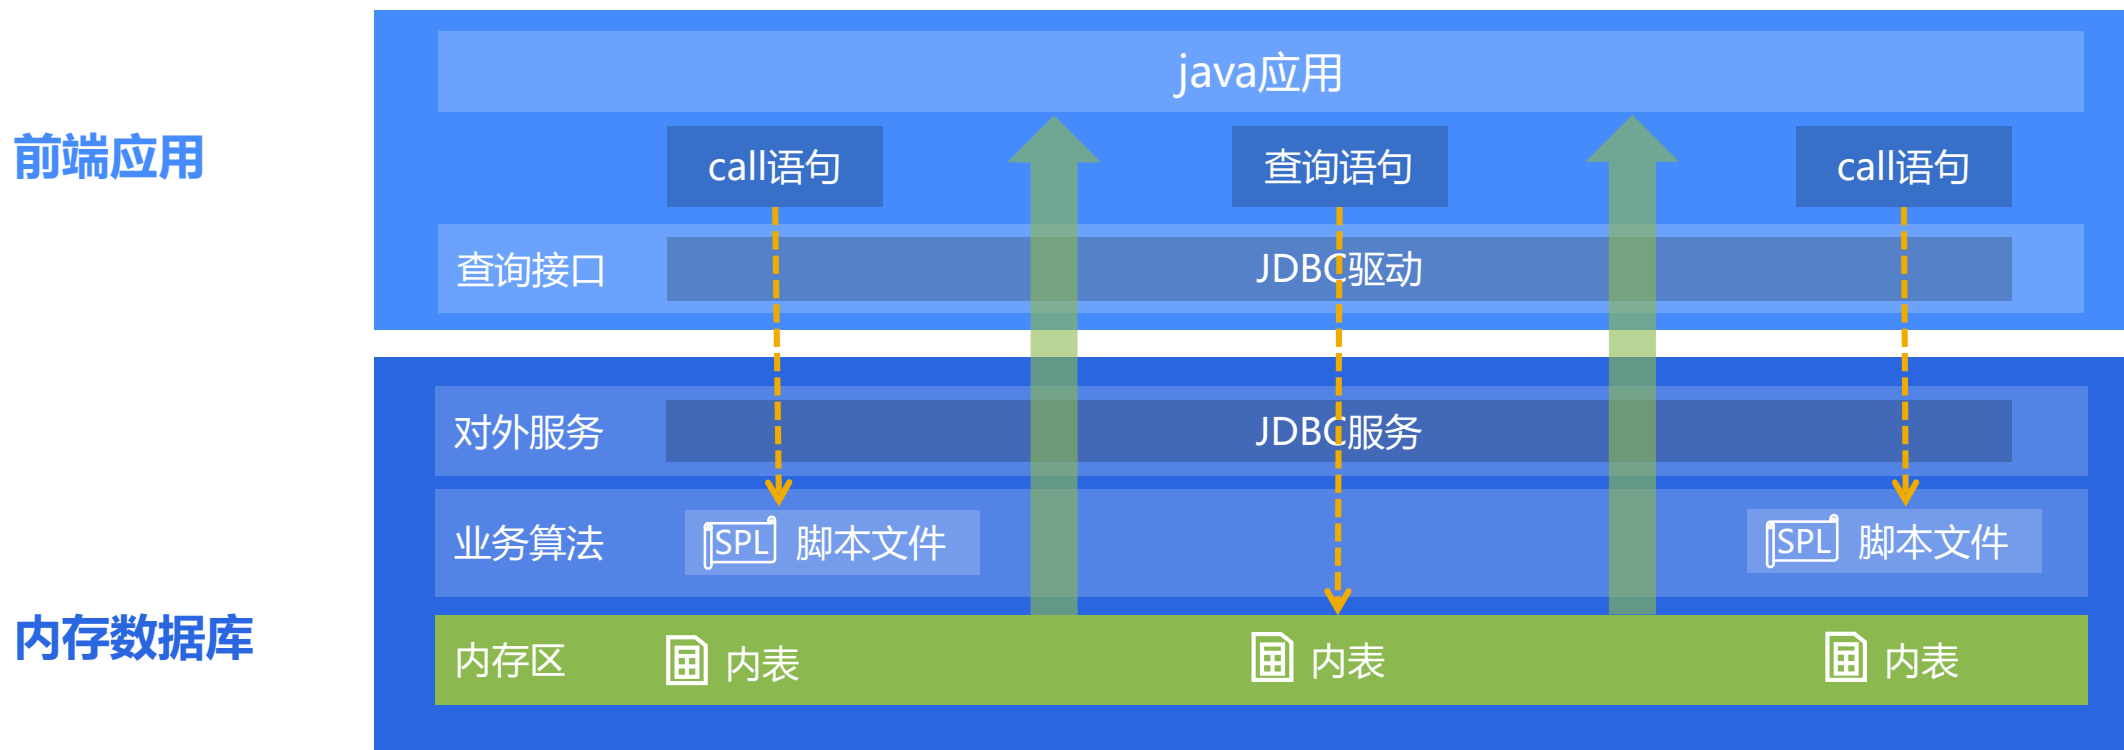 java应用
前端应用
call语句
查询语句
call语句
查询接口
JDBC驱动
对外服务
JDBC服务
业务算法
SPL 脚本文件
SPL 脚本文件
内存数据库
内存区
内表
内表
内表